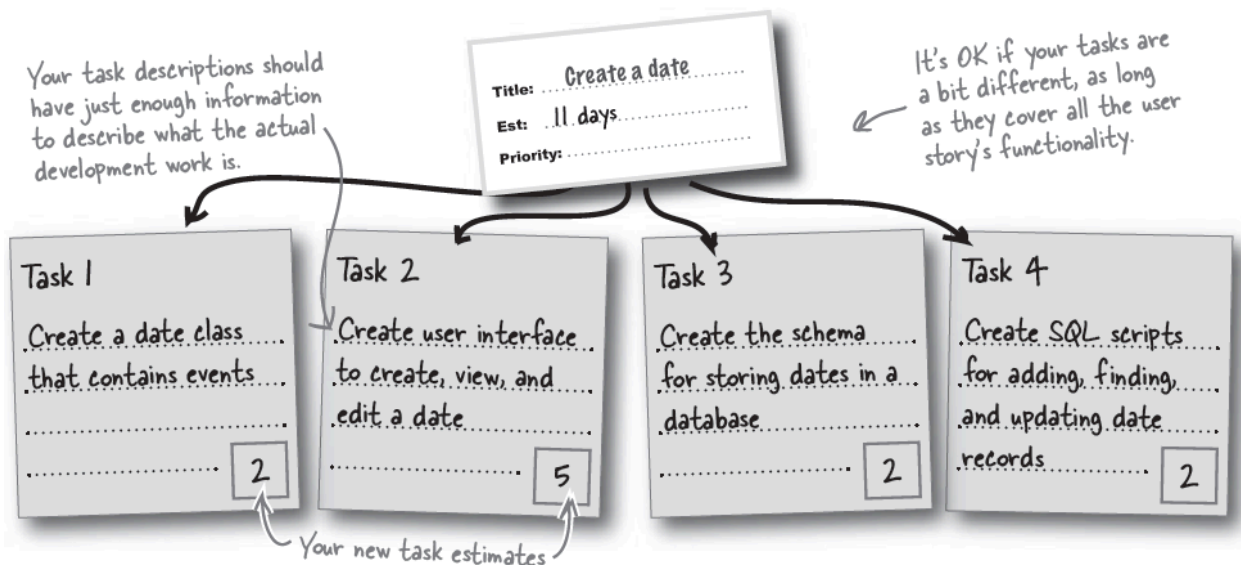 Your task descriptions should
have just enough information
to describe what the actual
development work is.
Title: Create a date
Est: 11 days
Priority:
It's OK if your tasks are
a bit different, as long
as they cover all the user
story's functionality.
Task 1
Create a date class
that contains events
2
Task 2
Create user interface
to create, view, and
edit a date
5
Task 3
Create the schema
for storing dates in a
database
2
Task 4
Create SQL scripts
for adding, finding,
and updating date
records
2
Your new task estimates